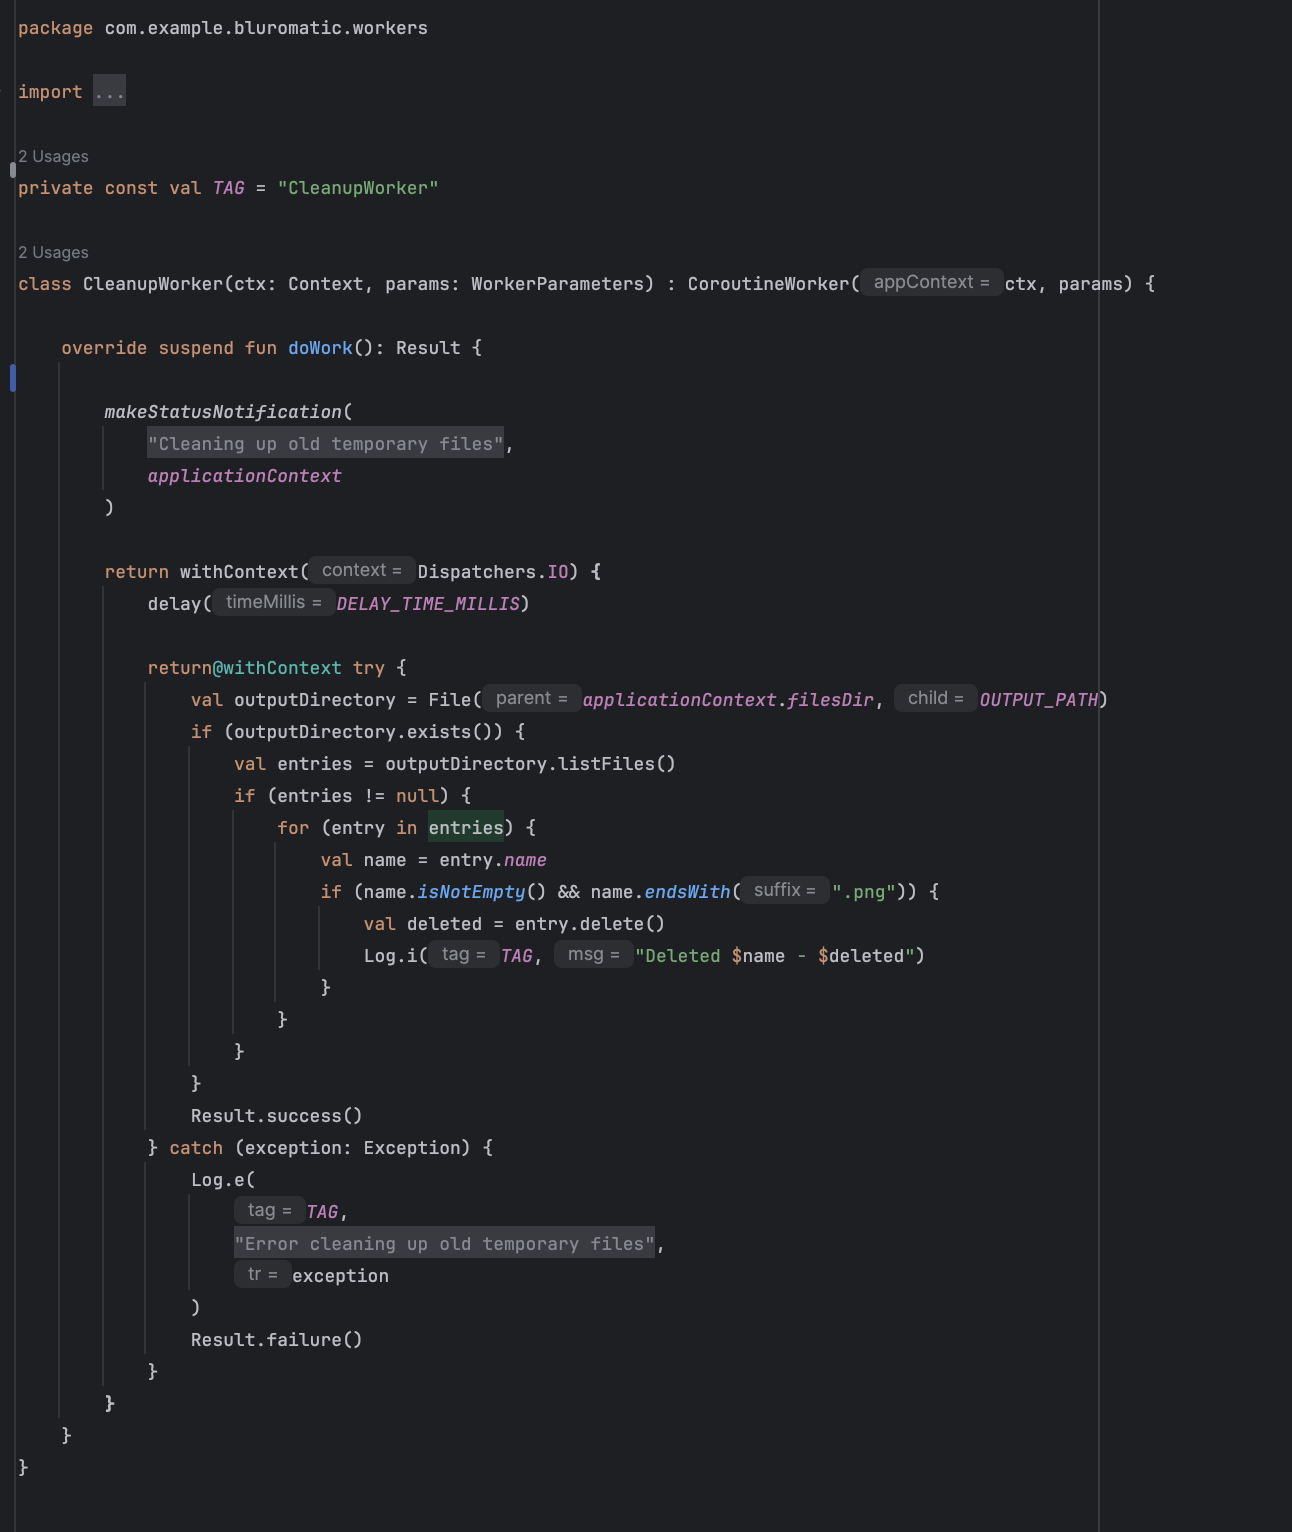 package com.example.bluromatic.workers
import ...
2 Usages
private const val TAG = "CleanupWorker"
2 Usages
class CleanupWorker(ctx: Context, params: WorkerParameters) : CoroutineWorker( appContext = ctx, params) {
override suspend fun doWork(): Result {
makeStatusNotification(
"Cleaning up old temporary files",
applicationContext
)
return withContext( context = Dispatchers.IO) {
delay( timeMillis = DELAY_TIME_MILLIS)
return@withContext try {
val outputDirectory = File( parent = applicationContext.filesDir, child = OUTPUT_PATH)
if (outputDirectory.exists()) {
val entries = outputDirectory.listFiles()
if (entries != null) {
for (entry in entries) {
val name = entry.name
if (name.isNotEmpty() && name.endsWith( suffix = ".png")) {
val deleted = entry.delete()
Log.i( tag = TAG, msg = "Deleted $name - $deleted")
}
}
}
}
Result.success()
} catch (exception: Exception) {
Log.e(
tag = TAG,
"Error cleaning up old temporary files",
tr = exception
)
Result.failure()
}
}
}
}